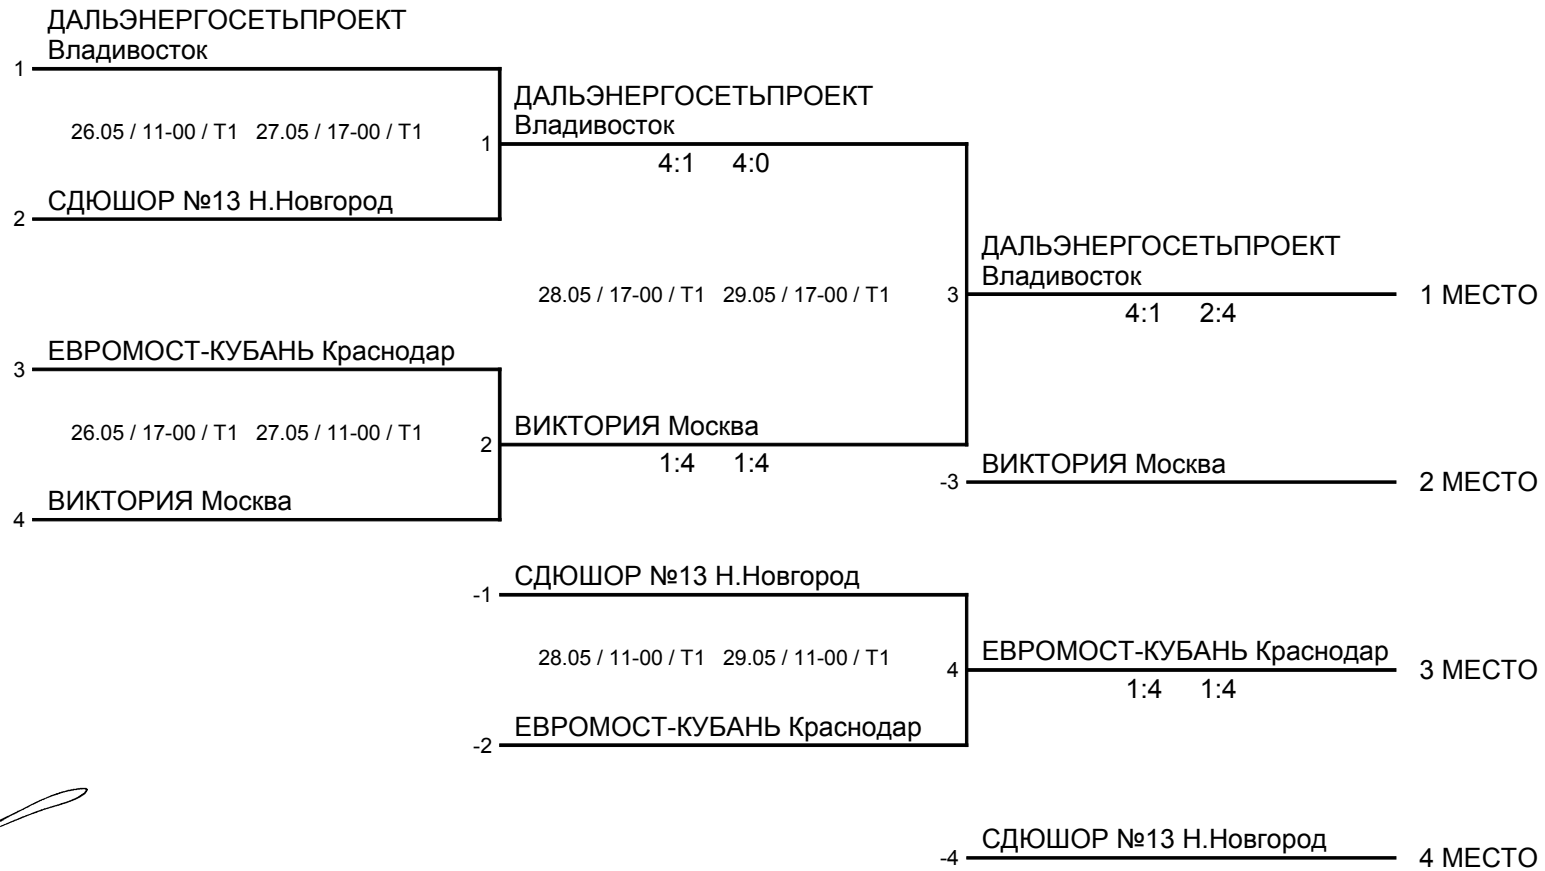 ДАЛЬЭНЕРГОСЕТЬПРОЕКТ
Владивосток
1
ДАЛЬЭНЕРГОСЕТЬПРОЕКТ
Владивосток
26.05 / 11-00 / Т1 27.05 / 17-00 / Т1
1
4:1 4:0
СДЮШОР №13 Н.Новгород
2
ДАЛЬЭНЕРГОСЕТЬПРОЕКТ
Владивосток
28.05 / 17-00 / Т1 29.05 / 17-00 / Т1
3
1 МЕСТО
4:1 2:4
ЕВРОМОСТ-КУБАНЬ Краснодар
3
26.05 / 17-00 / Т1 27.05 / 11-00 / Т1
2
ВИКТОРИЯ Москва
1:4 1:4
-3
ВИКТОРИЯ Москва
2 МЕСТО
ВИКТОРИЯ Москва
4
-1
СДЮШОР №13 Н.Новгород
28.05 / 11-00 / Т1 29.05 / 11-00 / Т1
4
ЕВРОМОСТ-КУБАНЬ Краснодар
3 МЕСТО
1:4 1:4
-2
ЕВРОМОСТ-КУБАНЬ Краснодар
-4
СДЮШОР №13 Н.Новгород
4 МЕСТО